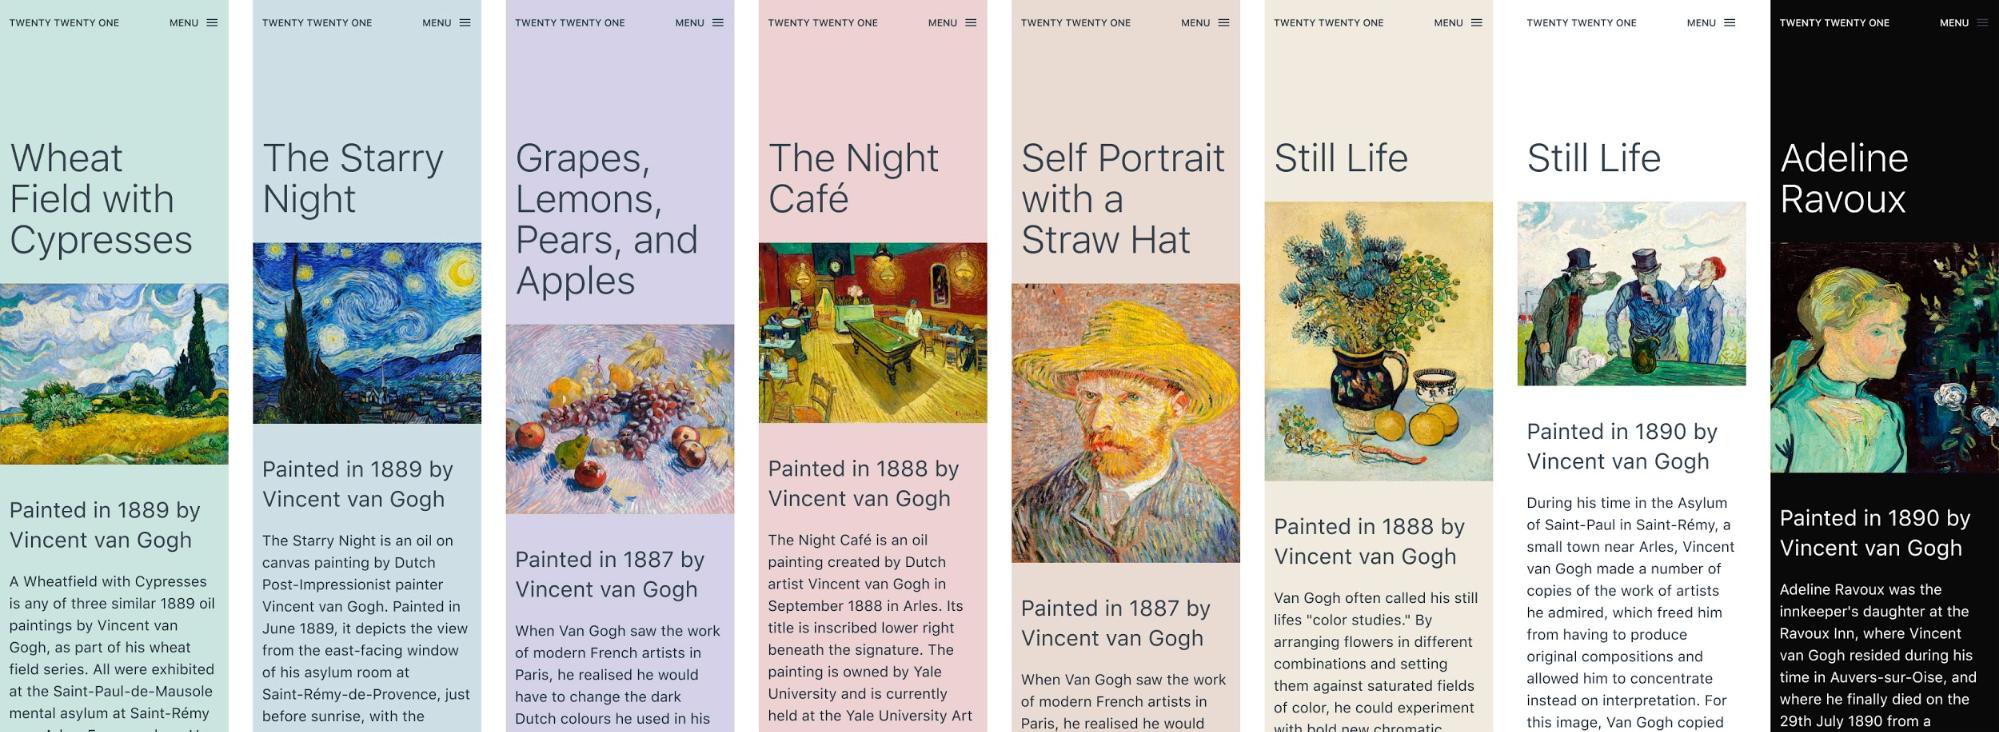 TWENTY TWENTY ONE
MENU
Wheat
Field with
Cypresses
Painted in 1889 by
Vincent van Gogh
A Wheatfield with Cypresses
is any of three similar 1889 oil
paintings by Vincent van
Gogh, as part of his wheat
field series. All were exhibited
at the Saint-Paul-de-Mausole
mental asylum at Saint-Rémy
TWENTY TWENTY ONE
MENU
The Starry
Night
Painted in 1889 by
Vincent van Gogh
The Starry Night is an oil on
canvas painting by Dutch
Post-Impressionist painter
Vincent van Gogh. Painted in
June 1889, it depicts the view
from the east-facing window
of his asylum room at
Saint-Rémy-de-Provence, just
before sunrise, with the
TWENTY TWENTY ONE
MENU
Grapes,
Lemons,
Pears, and
Apples
Painted in 1887 by
Vincent van Gogh
When Van Gogh saw the work
of modern French artists in
Paris, he realised he would
have to change the dark
Dutch colours he used in his
TWENTY TWENTY ONE
MENU
The Night
Café
Painted in 1888 by
Vincent van Gogh
The Night Café is an oil
painting created by Dutch
artist Vincent van Gogh in
September 1888 in Arles. Its
title is inscribed lower right
beneath the signature. The
painting is owned by Yale
University and is currently
held at the Yale University Art
TWENTY TWENTY ONE
MENU
Self Portrait
with a
Straw Hat
Painted in 1887 by
Vincent van Gogh
When Van Gogh saw the work
of modern French artists in
Paris, he realised he would
TWENTY TWENTY ONE
MENU
Still Life
Painted in 1888 by
Vincent van Gogh
Van Gogh often called his still
lifes "color studies." By
arranging flowers in different
combinations and setting
them against saturated fields
of color, he could experiment
with bold new chromatic
TWENTY TWENTY ONE
MENU
Still Life
Painted in 1890 by
Vincent van Gogh
During his time in the Asylum
of Saint-Paul in Saint-Rémy, a
small town near Arles, Vincent
van Gogh made a number of
copies of the work of artists
he admired, which freed him
from having to produce
original compositions and
allowed him to concentrate
instead on interpretation. For
this image, Van Gogh copied
TWENTY TWENTY ONE
MENU
Adeline
Ravoux
Painted in 1890 by
Vincent van Gogh
Adeline Ravoux was the
innkeeper's daughter at the
Ravoux Inn, where Vincent
van Gogh resided during his
time in Auvers-sur-Oise, and
where he finally died on the
29th July 1890 from a